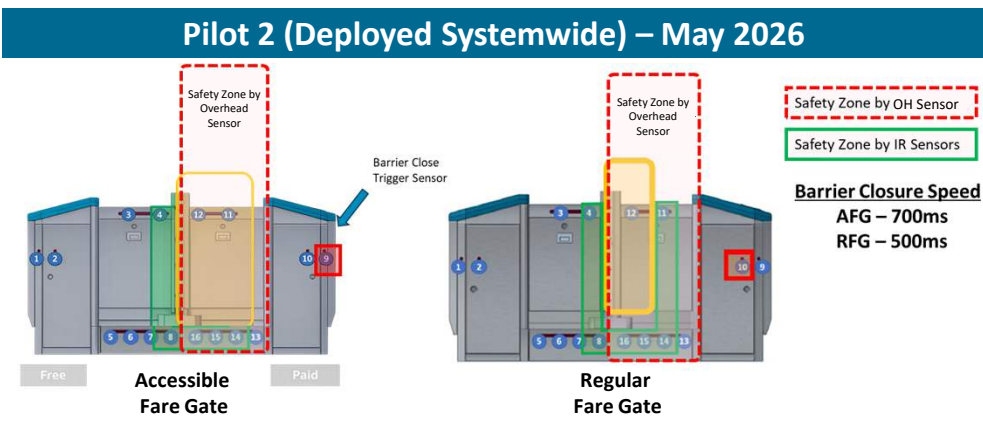 Pilot 2 (Deployed Systemwide) – May 2026
Safety Zone by
Overhead
Sensor
Barrier Close
Trigger Sensor
3
4
12
11
1
2
10
9
5
6
7
8
16
15
14
13
Free
Accessible
Fare Gate
Paid
Safety Zone by
Overhead
Sensor
3
4
12
11
1
2
10
9
5
6
7
8
16
15
14
13
Regular
Fare Gate
Safety Zone by OH Sensor
Safety Zone by IR Sensors
Barrier Closure Speed
AFG – 700ms
RFG – 500ms